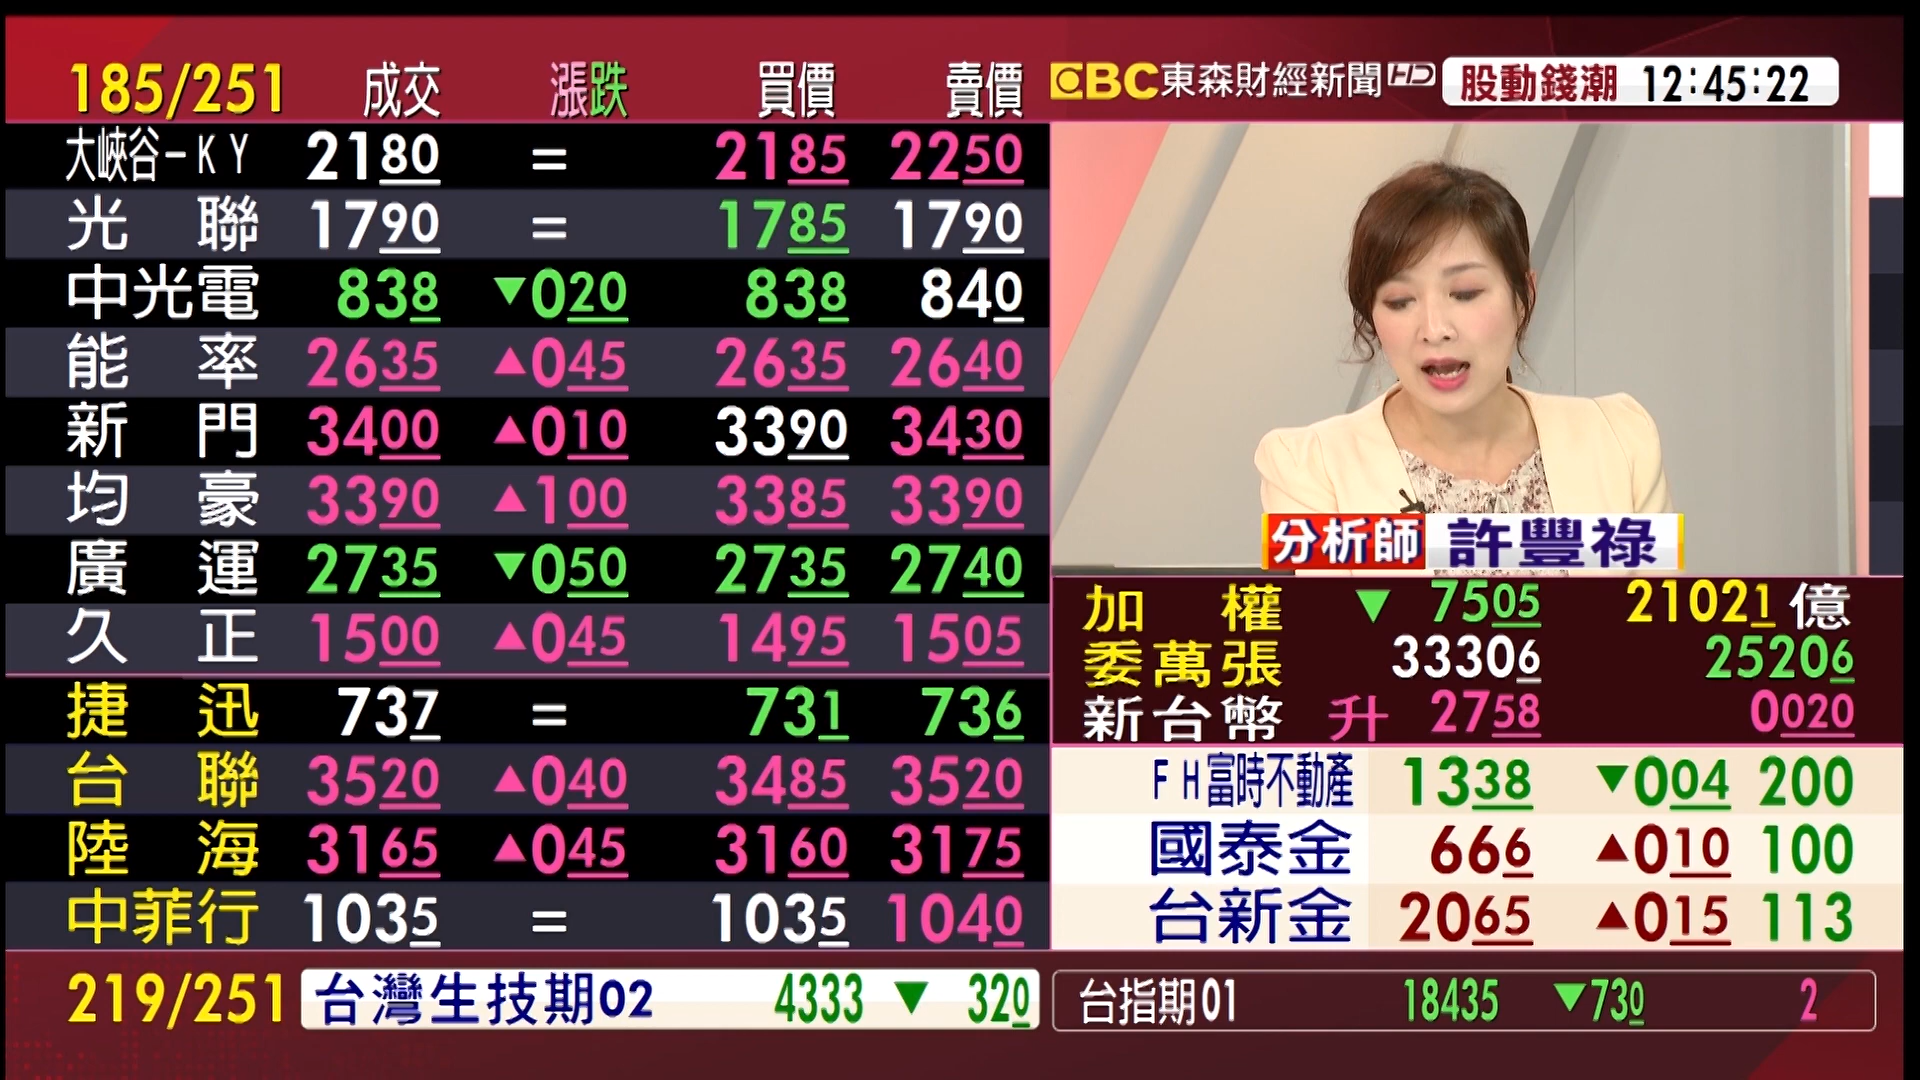 185/251 成交 漲跌 買價 賣價
EBC東森財經新聞HD 股動錢潮 12:45:22
大峽谷-KY 2180 = 2185 2250
光聯 1790 = 1785 1790
中光電 838 ▼020 838 840
能率 2635 ▲045 2635 2640
新門 3400 ▲010 3390 3430
均豪 3390 ▲100 3385 3390
廣運 2735 ▼050 2735 2740
久正 1500 ▲045 1495 1505
捷迅 737 = 731 736
台聯 3520 ▲040 3485 3520
陸海 3165 ▲045 3160 3175
中菲行 1035 = 1035 1040
分析師 許豐祿
加權 ▼ 7505 21021億
委萬張 33306 25206
新台幣 升 2758 0020
FH富時不動產 1338 ▼004 200
國泰金 666 ▲010 100
台新金 2065 ▲015 113
219/251 台灣生技期02 4333 ▼ 320
台指期01 18435 ▼730 2